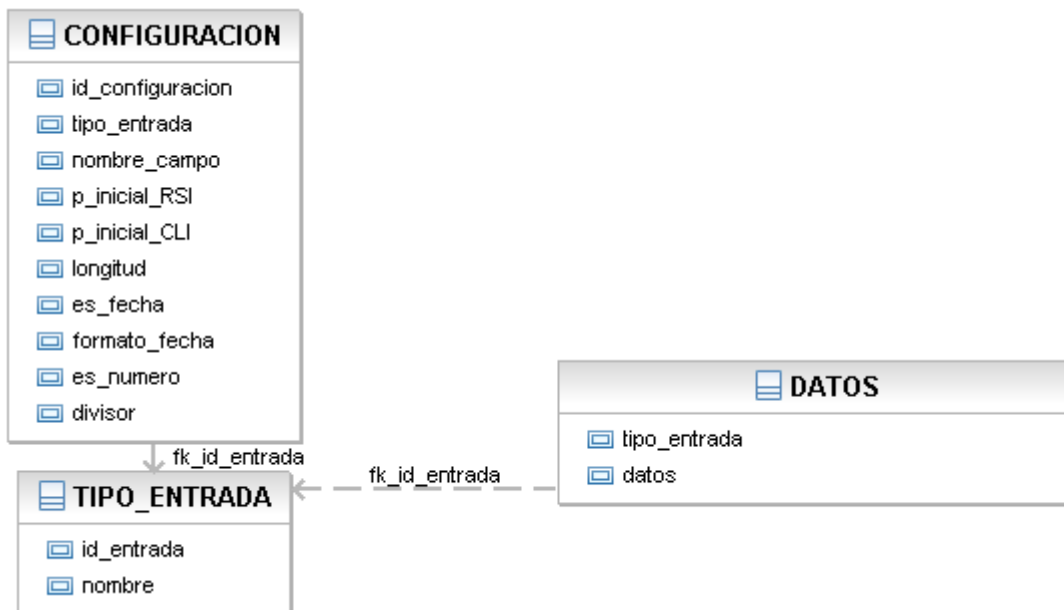 CONFIGURACION
id_configuracion
tipo_entrada
nombre_campo
p_inicial_RSI
p_inicial_CLI
longitud
es_fecha
formato_fecha
es_numero
divisor
fk_id_entrada
TIPO_ENTRADA
id_entrada
nombre
fk_id_entrada
DATOS
tipo_entrada
datos